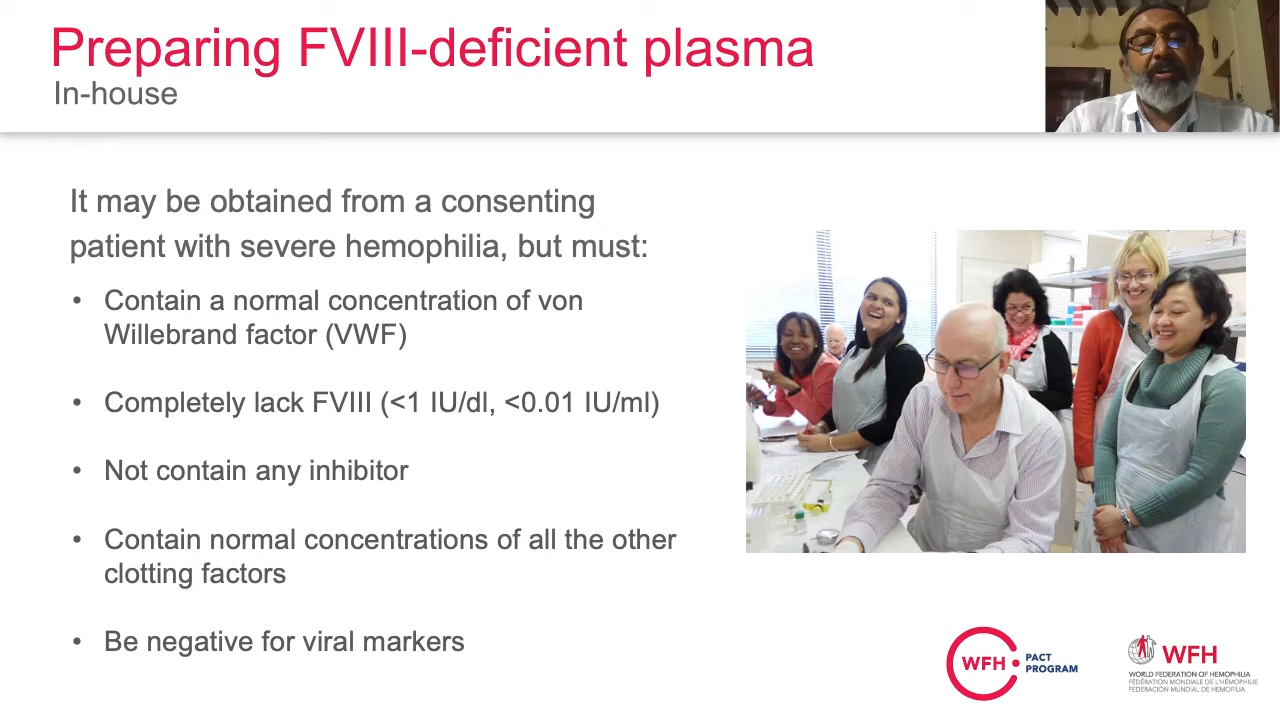 Preparing FVIII-deficient plasma
In-house
It may be obtained from a consenting
patient with severe hemophilia, but must:
• Contain a normal concentration of von
Willebrand factor (VWF)
• Completely lack FVIII (<1 IU/dl, <0.01 IU/ml)
• Not contain any inhibitor
• Contain normal concentrations of all the other
clotting factors
• Be negative for viral markers
WFH
PACT
PROGRAM
WFH
WORLD FEDERATION OF HEMOPHILIA
FÉDÉRATION MONDIALE DE L'HÉMOPHILIE
FEDERACIÓN MUNDIAL DE HEMOFILIA